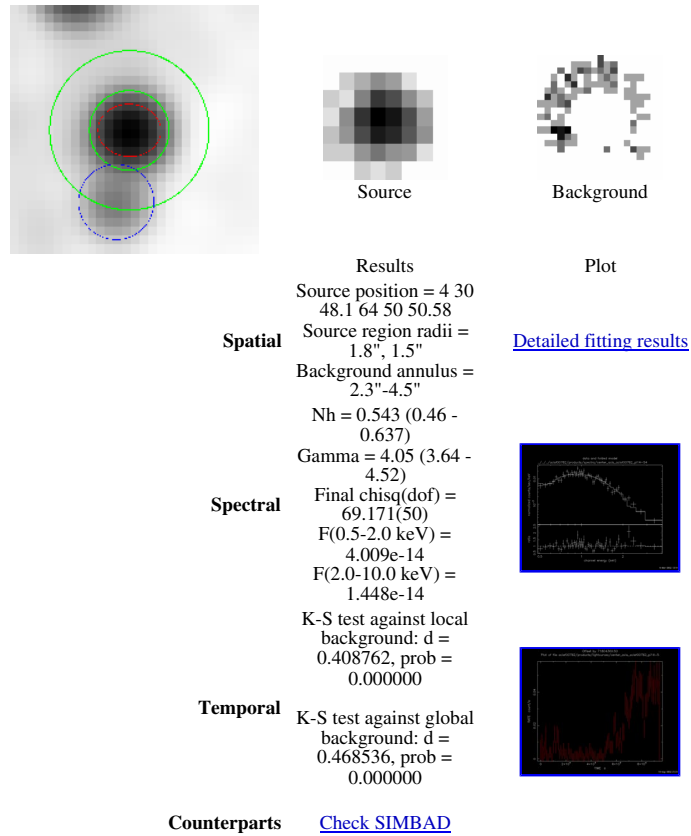 Source
Background
Results
Plot
Spatial
Source position = 4 30
48.1 64 50 50.58
Source region radii =
1.8", 1.5"
Background annulus =
2.3"-4.5"
Detailed fitting results
Spectral
Nh = 0.543 (0.46 -
0.637)
Gamma = 4.05 (3.64 -
4.52)
Final chisq(dof) =
69.171(50)
F(0.5-2.0 keV) =
4.009e-14
F(2.0-10.0 keV) =
1.448e-14
Temporal
K-S test against local
background: d =
0.408762, prob =
0.000000
K-S test against global
background: d =
0.468536, prob =
0.000000
Counterparts
Check SIMBAD